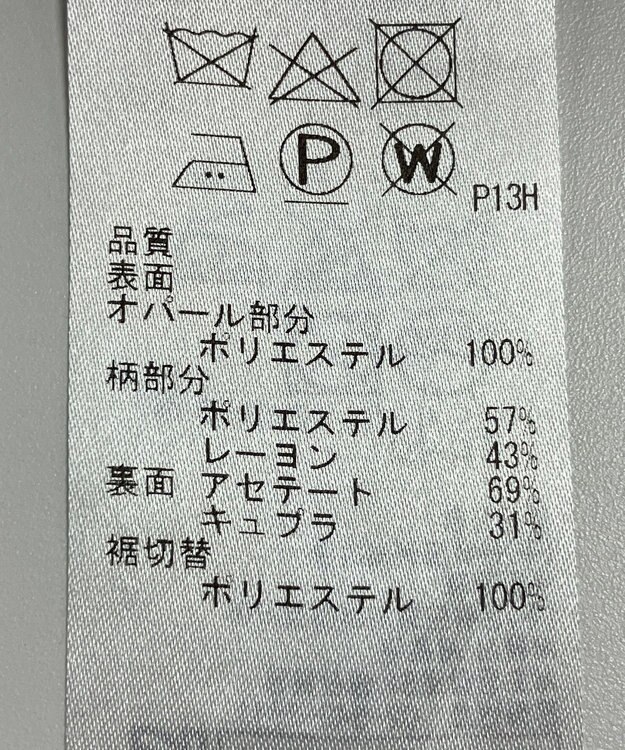 P
W
P13H
品質
表面
オパール部分
ポリエステル 100%
柄部分
ポリエステル 57%
レーヨン 43%
裏面 アセテート 69%
キュプラ 31%
裾切替
ポリエステル 100%